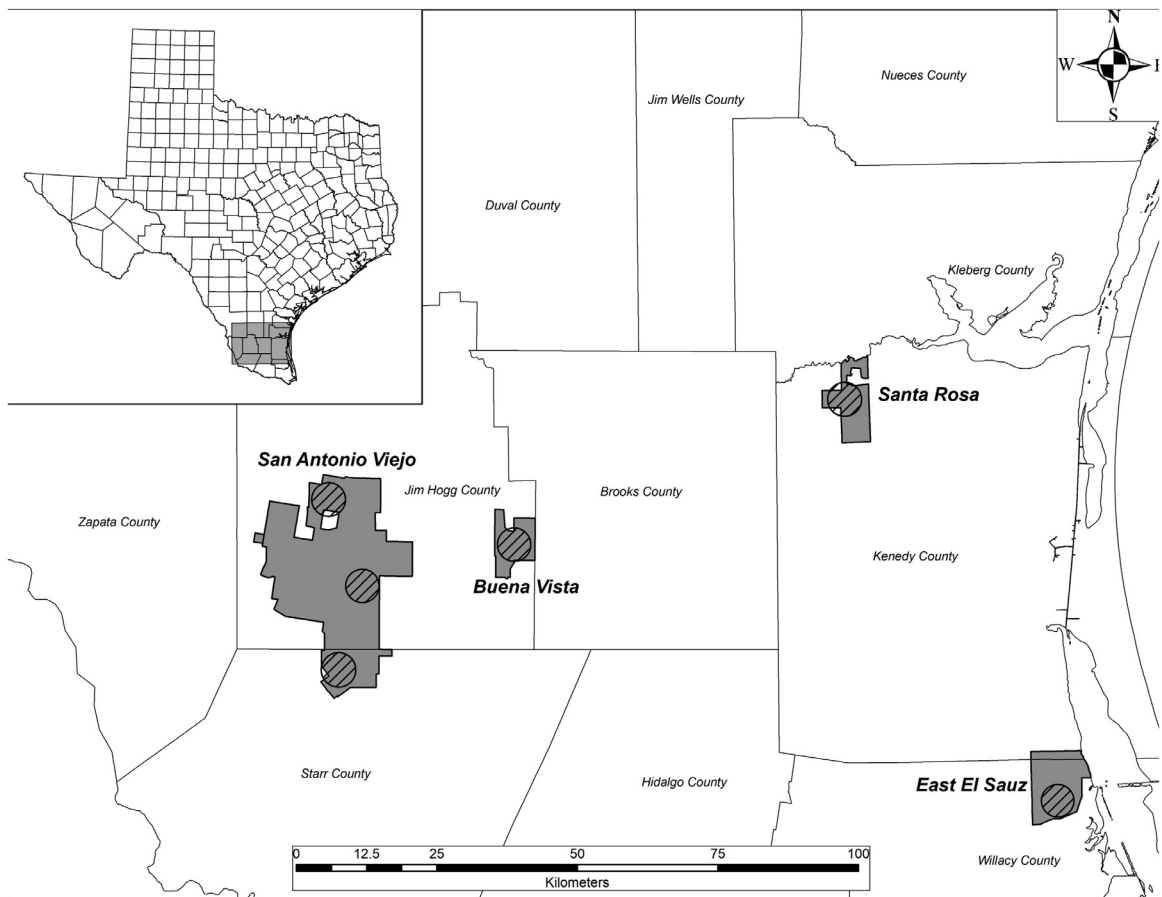 N
W
E
S
Nueces County
Jim Wells County
Duval County
Kleberg County
Santa Rosa
San Antonio Viejo
Jim Hogg County
Brooks County
Zapata County
Kenedy County
Buena Vista
Starr County
Hidalgo County
East El Sauz
0 12.5 25 50 75 100
Kilometers
Willacy County